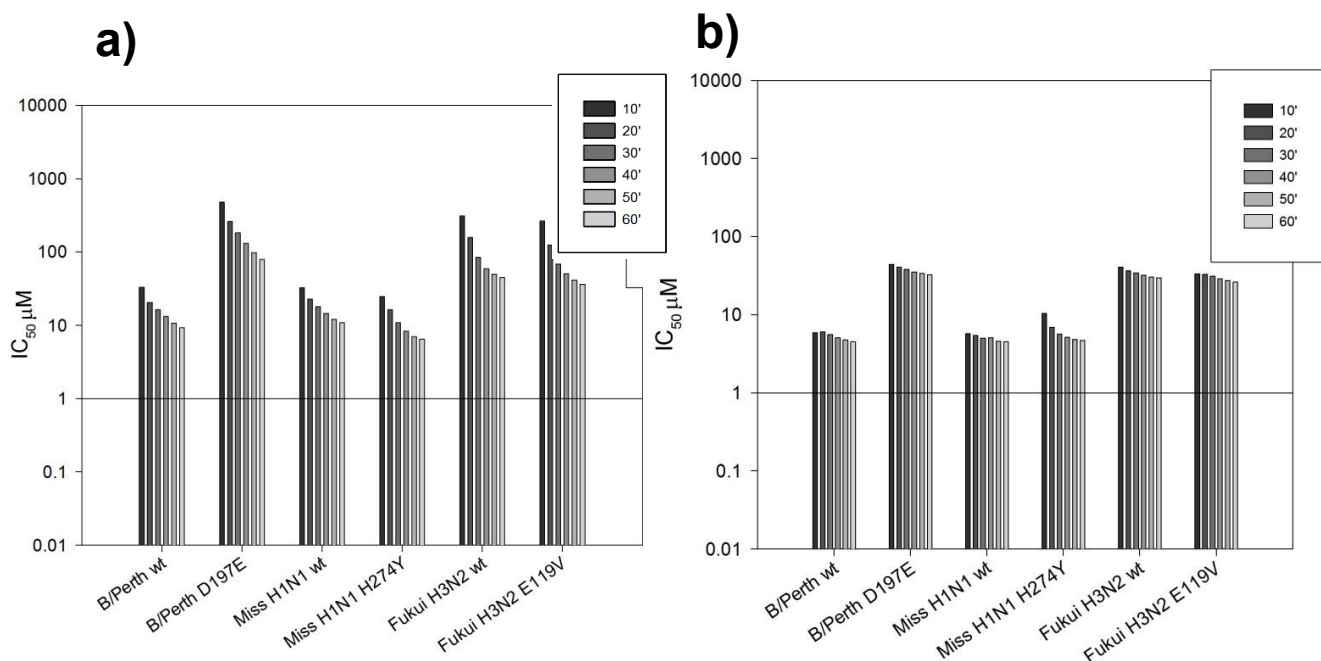 a)
10'
20'
30'
40'
50'
60'
10000
1000
100
10
1
0.1
0.01
IC50 μM
B/Perth wt
B/Perth D197E
Miss H1N1 wt
Miss H1N1 H274Y
Fukui H3N2 wt
Fukui H3N2 E119V
b)
10'
20'
30'
40'
50'
60'
10000
1000
100
10
1
0.1
0.01
IC50 μM
B/Perth wt
B/Perth D197E
Miss H1N1 wt
Miss H1N1 H274Y
Fukui H3N2 wt
Fukui H3N2 E119V